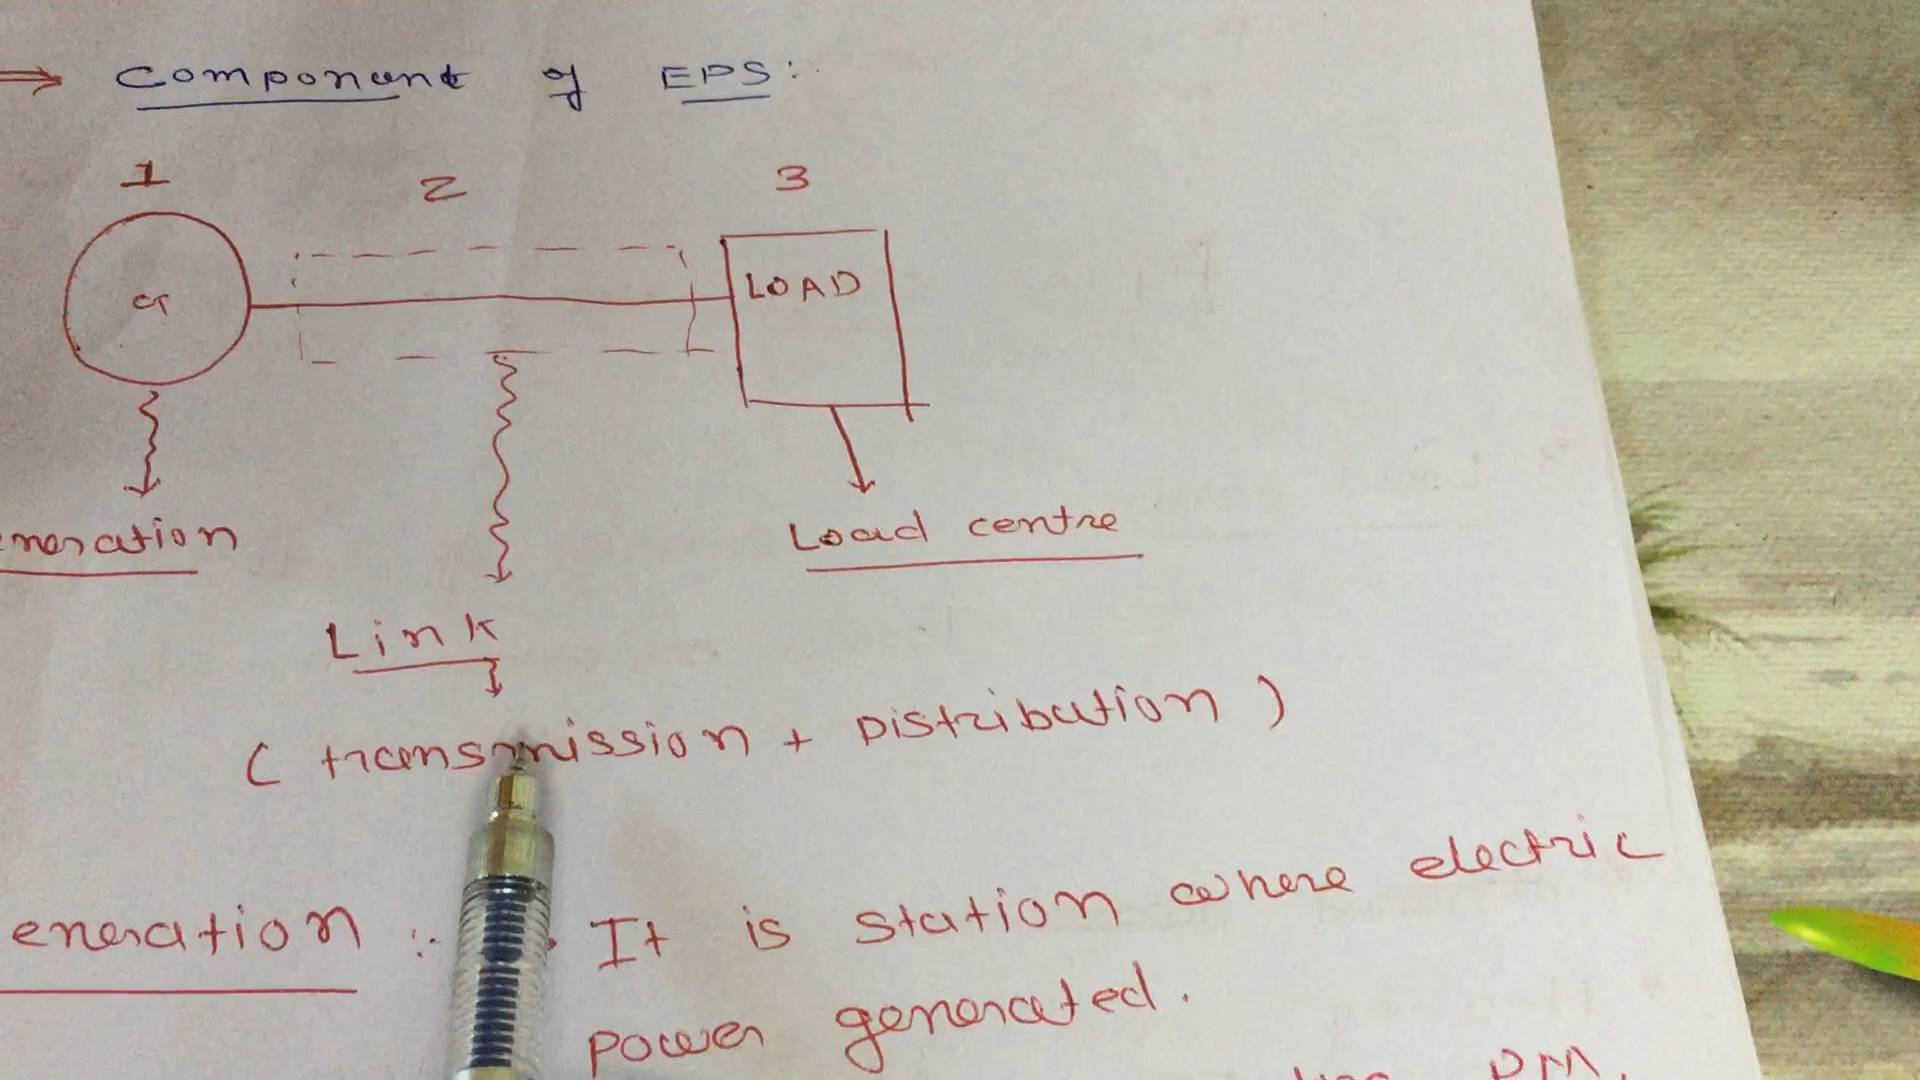 ⇒ Component of EPS:
1 2 3
G LOAD
eneration
Load centre
Link
(transmission + Distribution)
eneration : It is station where electric
power generated.
PM.